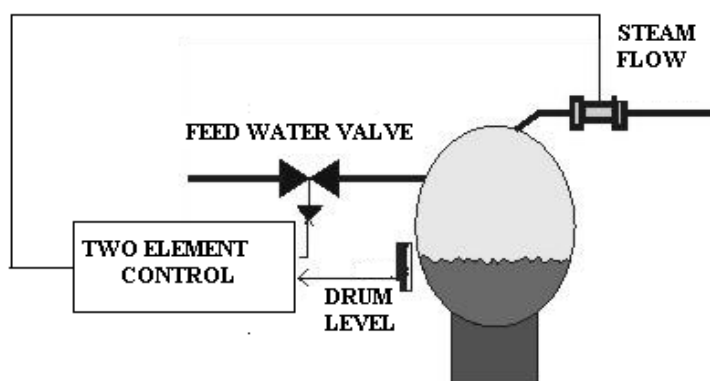 STEAM
FLOW
FEED WATER VALVE
TWO ELEMENT
CONTROL
DRUM
LEVEL